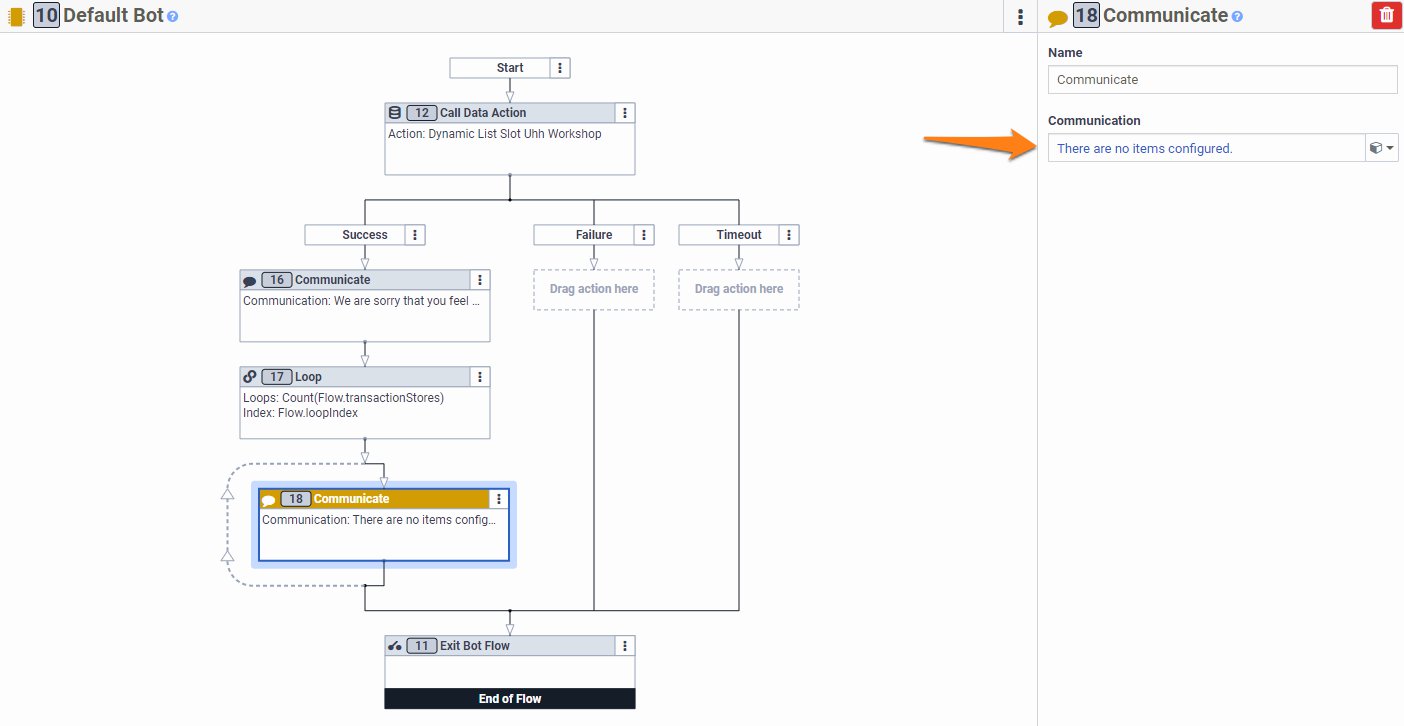 10 Default Bot ?
18 Communicate ?
Name
Communicate
Communication
There are no items configured.
Start
12 Call Data Action
Action: Dynamic List Slot Uhh Workshop
Success
Failure
Timeout
16 Communicate
Communication: We are sorry that you feel ...
Drag action here
Drag action here
17 Loop
Loops: Count(Flow.transactionStores)
Index: Flow.loopIndex
18 Communicate
Communication: There are no items config...
11 Exit Bot Flow
End of Flow